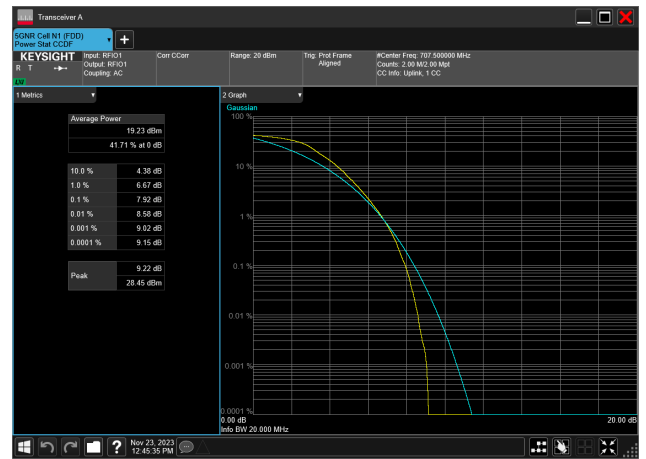 Transceiver A
5GNR Cell N1 (FDD)
Power Stat CCDF
KEYSIGHT
R T
LW
Input: RFIO1
Output: RFIO1
Coupling: AC
Corr CCorr
Range: 20 dBm
Trig: Prot Frame
Aligned
#Center Freq: 707.500000 MHz
Counts: 2.00 M/2.00 Mpt
CC Info: Uplink, 1 CC
1 Metrics
Average Power
19.23 dBm
41.71 % at 0 dB
10.0 % 4.38 dB
1.0 % 6.67 dB
0.1 % 7.92 dB
0.01 % 8.58 dB
0.001 % 9.02 dB
0.0001 % 9.15 dB
Peak
9.22 dB
28.45 dBm
2 Graph
Gaussian
100 %
10 %
1 %
0.1 %
0.01 %
0.001 %
0.0001 %
0.00 dB 20.00 dB
Info BW 20.000 MHz
Nov 23, 2023
12:45:35 PM